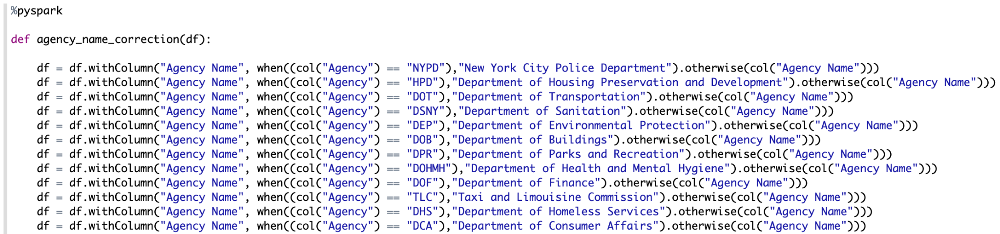 %pyspark
def agency_name_correction(df):
df = df.withColumn("Agency Name", when((col("Agency") == "NYPD"),"New York City Police Department").otherwise(col("Agency Name")))
df = df.withColumn("Agency Name", when((col("Agency") == "HPD"),"Department of Housing Preservation and Development").otherwise(col("Agency Name")))
df = df.withColumn("Agency Name", when((col("Agency") == "DOT"),"Department of Transportation").otherwise(col("Agency Name")))
df = df.withColumn("Agency Name", when((col("Agency") == "DSNY"),"Department of Sanitation").otherwise(col("Agency Name")))
df = df.withColumn("Agency Name", when((col("Agency") == "DEP"),"Department of Environmental Protection").otherwise(col("Agency Name")))
df = df.withColumn("Agency Name", when((col("Agency") == "DOB"),"Department of Buildings").otherwise(col("Agency Name")))
df = df.withColumn("Agency Name", when((col("Agency") == "DPR"),"Department of Parks and Recreation").otherwise(col("Agency Name")))
df = df.withColumn("Agency Name", when((col("Agency") == "DOHMH"),"Department of Health and Mental Hygiene").otherwise(col("Agency Name")))
df = df.withColumn("Agency Name", when((col("Agency") == "DOF"),"Department of Finance").otherwise(col("Agency Name")))
df = df.withColumn("Agency Name", when((col("Agency") == "TLC"),"Taxi and Limouisine Commission").otherwise(col("Agency Name")))
df = df.withColumn("Agency Name", when((col("Agency") == "DHS"),"Department of Homeless Services").otherwise(col("Agency Name")))
df = df.withColumn("Agency Name", when((col("Agency") == "DCA"),"Department of Consumer Affairs").otherwise(col("Agency Name")))